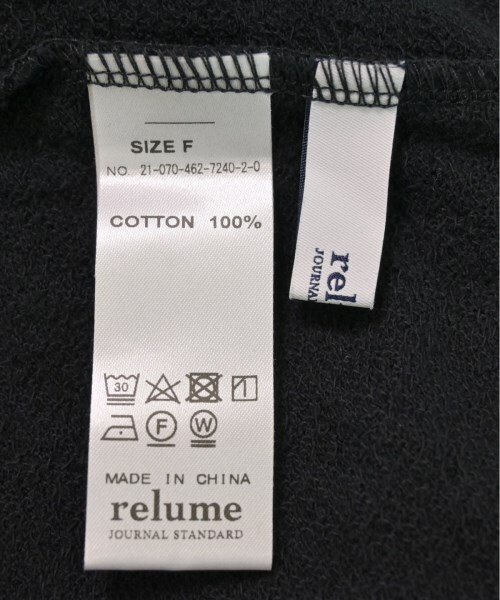 SIZE F
NO. 21-070-462-7240-2-0
COTTON 100%
30
F W
MADE IN CHINA
relume
JOURNAL STANDARD
rel
JOURNA